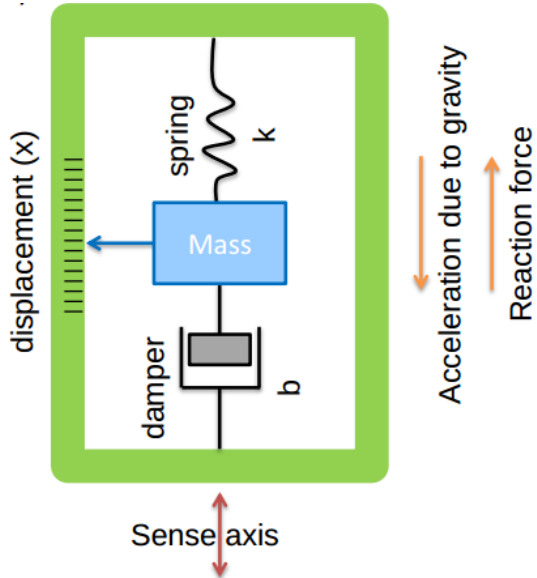 displacement (x)
spring
k
Mass
damper
b
Acceleration due to gravity
Reaction force
Sense axis